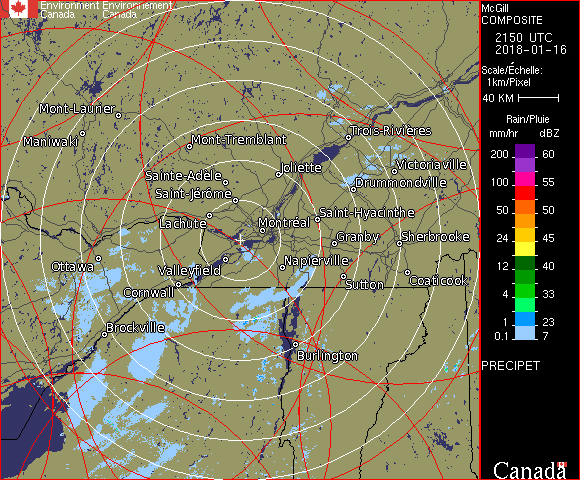 Environment Environnement
Canada Canada
McGill
COMPOSITE
2150 UTC
2018-01-16
Scale/Échelle:
1km/Pixel
40 KM
Rain/Pluie
mm/hr dBZ
200 60
100 55
50 50
24 45
12 40
4 33
1 23
0.1 7
PRECIPET
Canada
Mont-Laurier
Maniwaki
Mont-Tremblant
Trois-Rivières
Joliette
Victoriaville
Sainte-Adèle
Drummondville
Saint-Jérôme
Lachute
Saint-Hyacinthe
Montréal
Granby
Sherbrooke
Ottawa
Valleyfield
Napierville
Coaticook
Sutton
Cornwall
Brockville
Burlington